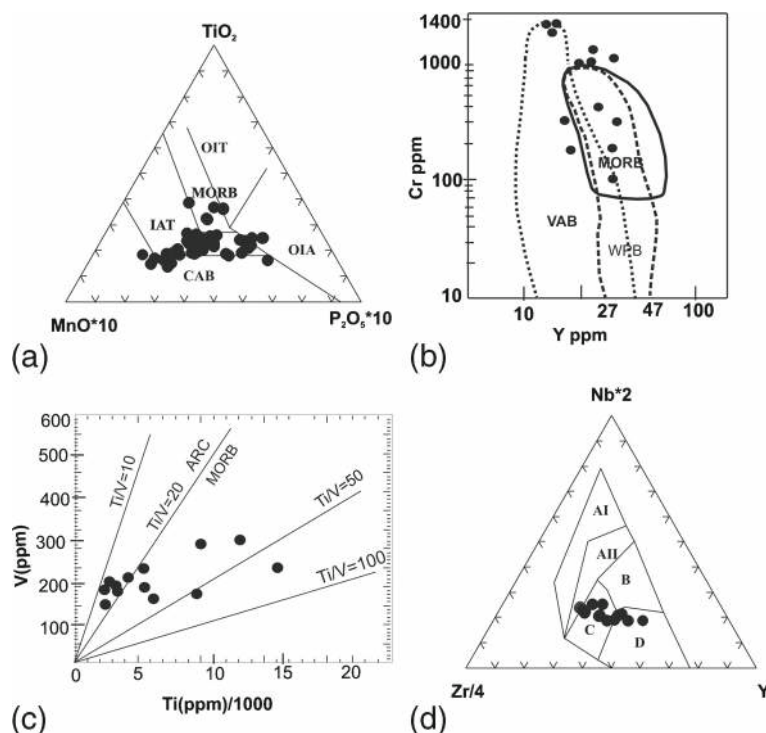 TiO2
OIT
MORB
IAT
OIA
CAB
MnO*10
P2O5*10
(a)
1400
1000
Cr ppm
100
10
MORB
VAB
WPB
10
27
47
100
Y ppm
(b)
600
500
400
300
200
100
V(ppm)
Ti/V=10
Ti/V=20
ARC
MORB
Ti/V=50
Ti/V=100
0
5
10
15
20
Ti(ppm)/1000
(c)
Nb*2
AI
AII
B
C
D
Zr/4
Y
(d)